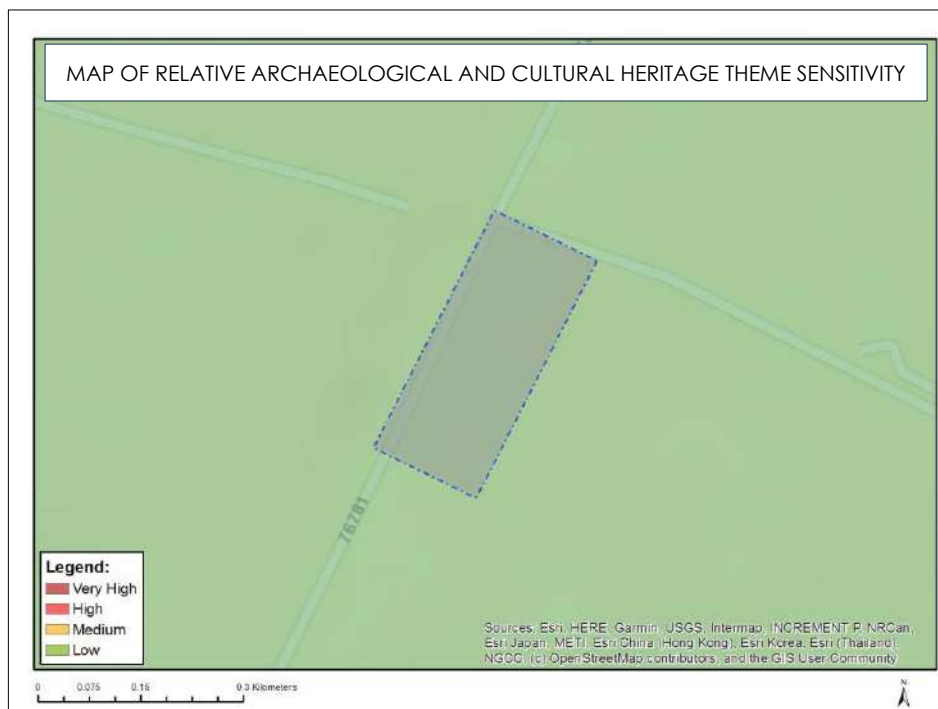 MAP OF RELATIVE ARCHAEOLOGICAL AND CULTURAL HERITAGE THEME SENSITIVITY
76781
Legend:
Very High
High
Medium
Low
Sources: Esri, HERE, Garmin, USGS, Intermap, INCREMENT P, NRCan,
Esri Japan, METI, Esri China (Hong Kong), Esri Korea, Esri (Thailand),
NGCC, (c) OpenStreetMap contributors, and the GIS User Community
0 0.075 0.15 0.3 Kilometers
N